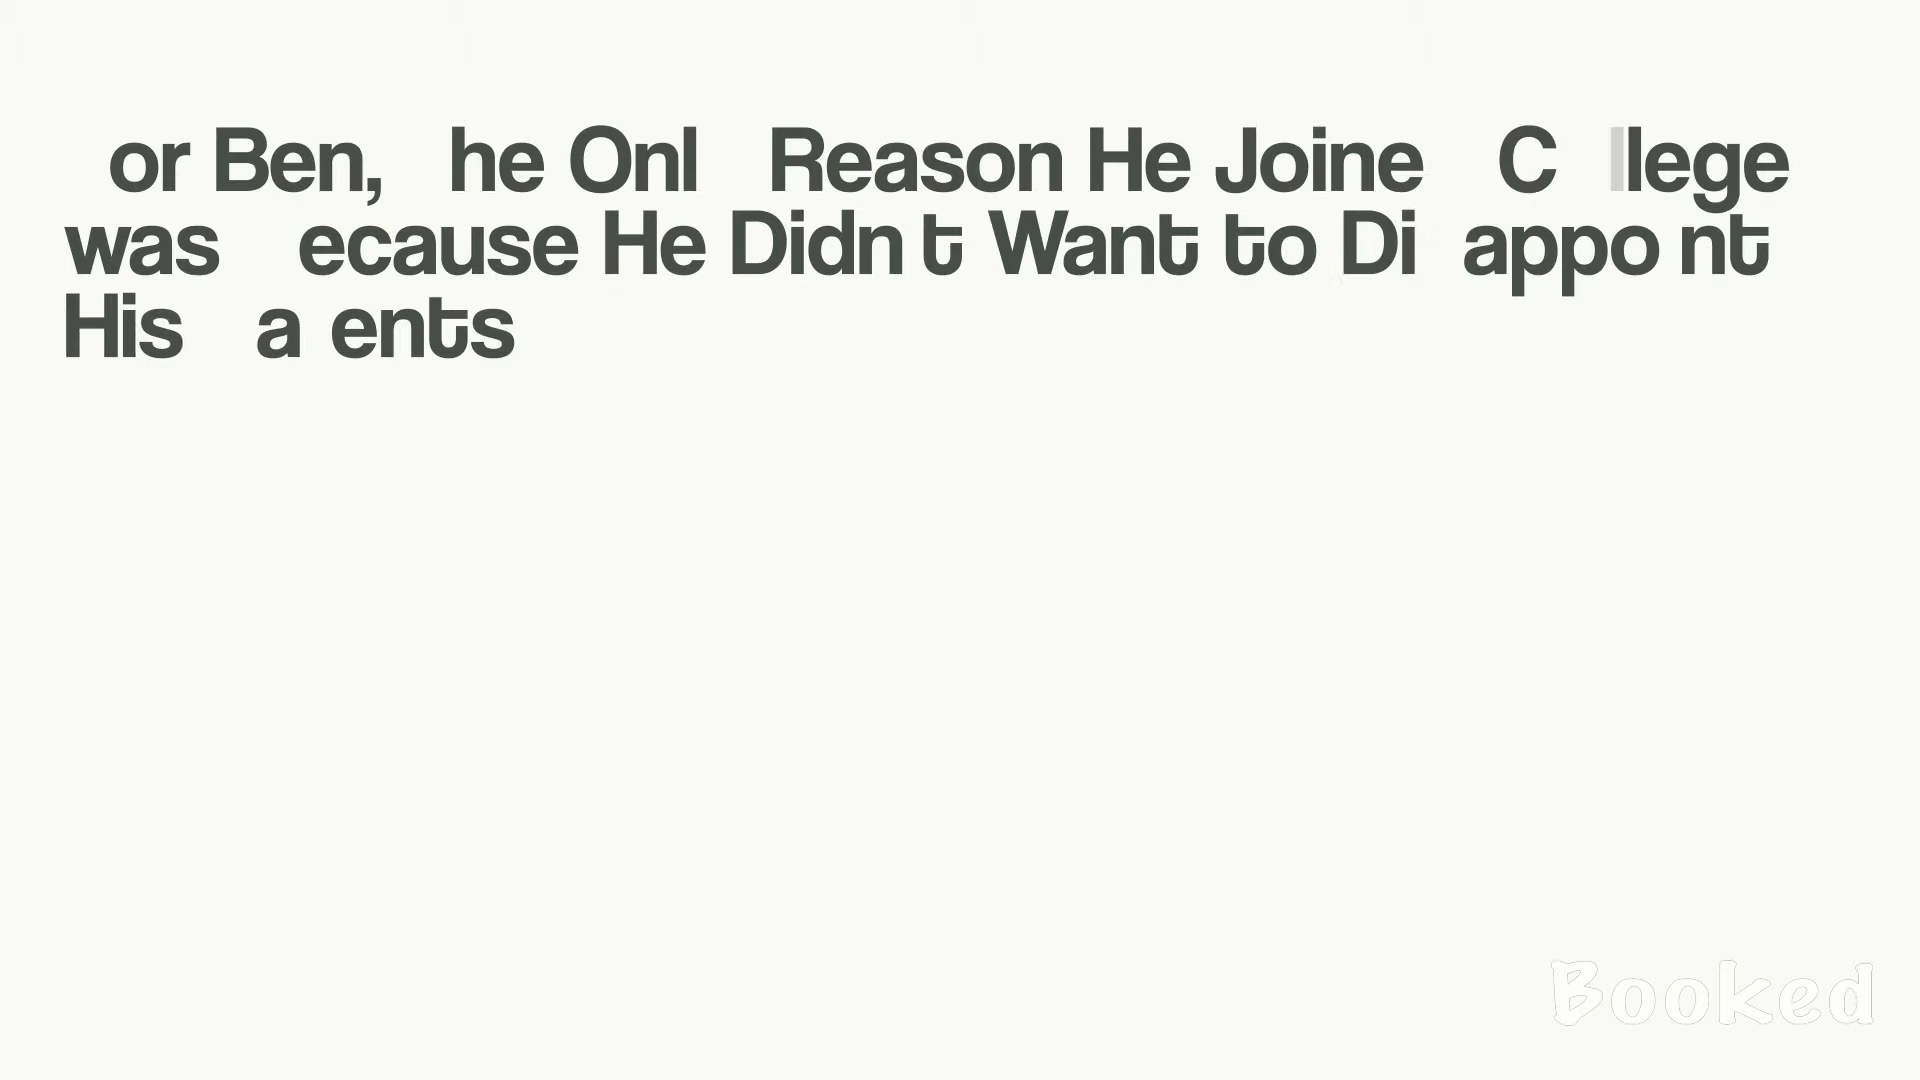 or Ben, he Onl Reason He Joine C llege
was ecause He Didn t Want to Di appo nt
His a ents
Booked